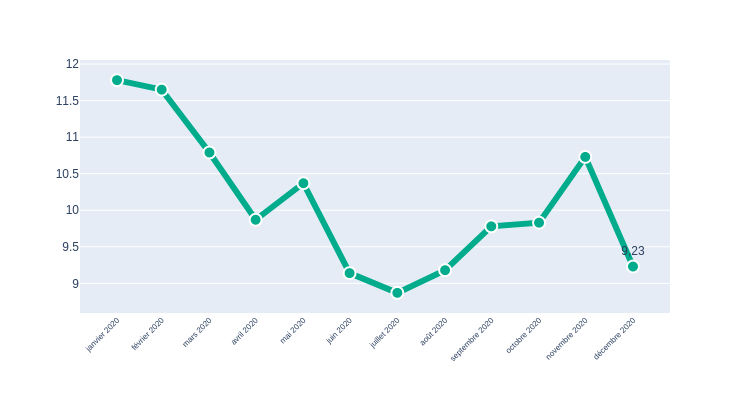 12
11.5
11
10.5
10
9.5
9
9.23
janvier 2020
février 2020
mars 2020
avril 2020
mai 2020
juin 2020
juillet 2020
août 2020
septembre 2020
octobre 2020
novembre 2020
décembre 2020